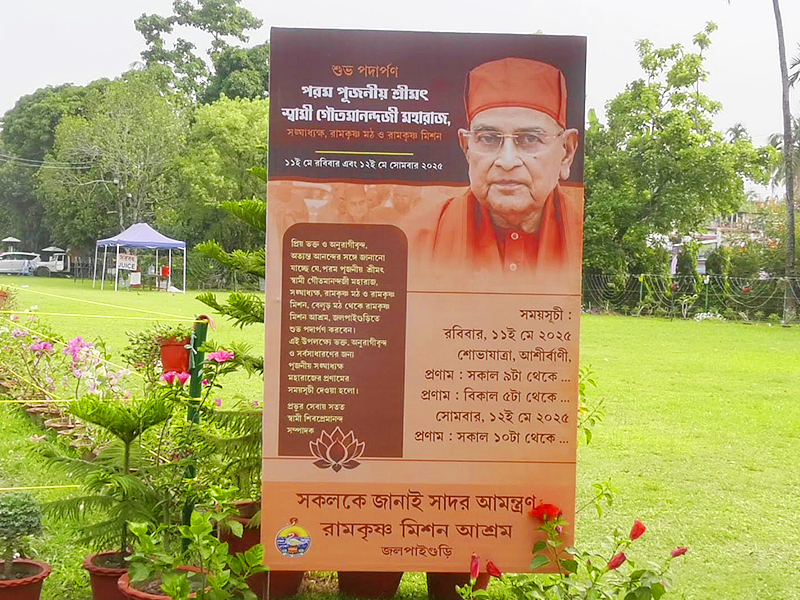 শুভ পদার্পণ
পরম পূজনীয় শ্রীমৎ
স্বামী গৌতমানন্দজী মহারাজ,
সঙ্ঘাধ্যক্ষ, রামকৃষ্ণ মঠ ও রামকৃষ্ণ মিশন
১১ই মে রবিবার এবং ১২ই মে সোমবার ২০২৫
প্রিয় ভক্ত ও অনুরাগীবৃন্দ,
অত্যন্ত আনন্দের সঙ্গে জানানো
যাচ্ছে যে, পরম পূজনীয় শ্রীমৎ
স্বামী গৌতমানন্দজী মহারাজ,
সঙ্ঘাধ্যক্ষ, রামকৃষ্ণ মঠ ও রামকৃষ্ণ
মিশন, বেলুড় মঠ থেকে রামকৃষ্ণ
মিশন আশ্রম, জলপাইগুড়িতে
শুভ পদার্পণ করবেন।
এই উপলক্ষ্যে ভক্ত, অনুরাগীবৃন্দ
ও সর্বসাধারণের জন্য
পূজনীয় সঙ্ঘাধ্যক্ষ
মহারাজের প্রণামের
সময়সূচী দেওয়া হলো।
প্রভুর সেবায় সতত
স্বামী শিবপ্রেমানন্দ
সম্পাদক
সময়সূচী :
রবিবার, ১১ই মে ২০২৫
শোভাযাত্রা, আশীর্বাণী,
প্রণাম : সকাল ৯টা থেকে ...
প্রণাম : বিকাল ৫টা থেকে ...
সোমবার, ১২ই মে ২০২৫
প্রণাম : সকাল ১০টা থেকে ...
সকলকে জানাই সাদর আমন্ত্রণ
রামকৃষ্ণ মিশন আশ্রম
জলপাইগুড়ি
JUICE